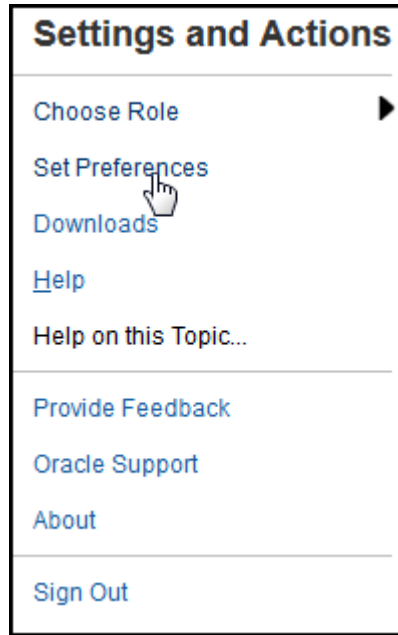 Settings and Actions
Choose Role
Set Preferences
Downloads
Help
Help on this Topic...
Provide Feedback
Oracle Support
About
Sign Out